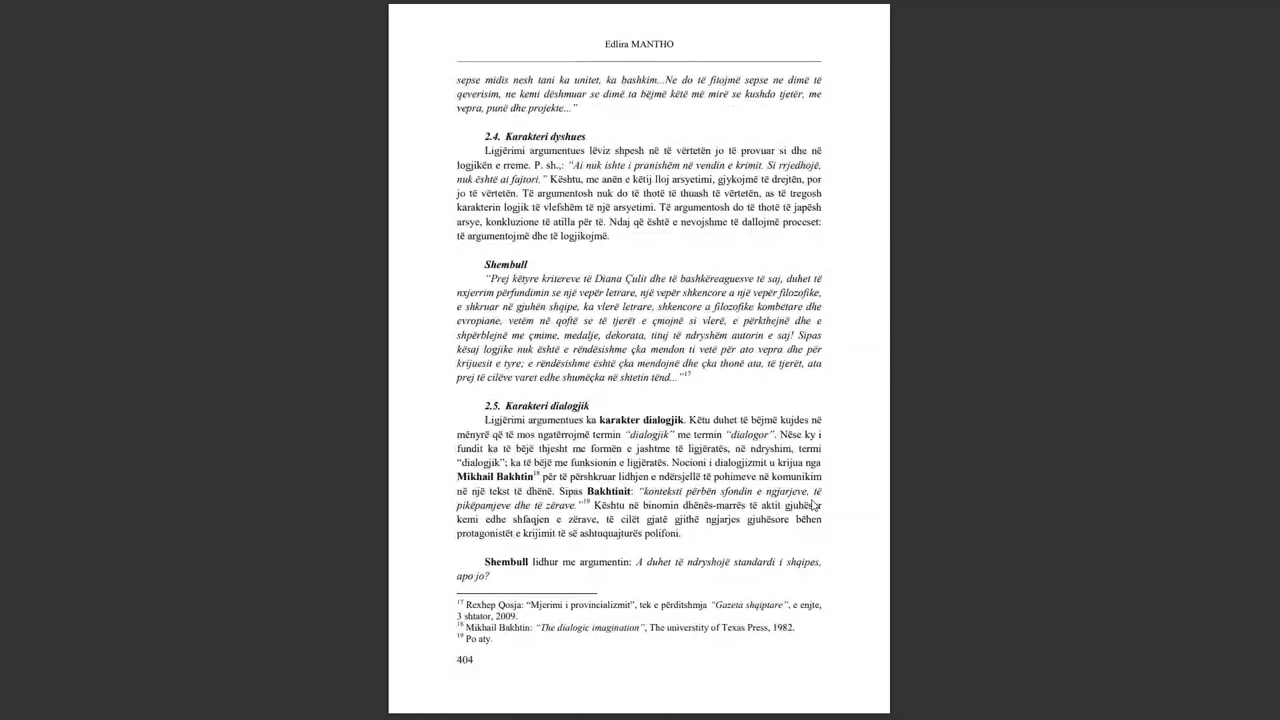 Edlira MANTHO
sepse midis nesh tani ka unitet, ka bashkim...Ne do të fitojmë sepse ne dimë të
qeverisim, ne kemi dëshmuar se dimë ta bëjmë këtë më mirë se kushdo tjetër, me
vepra, punë dhe projekte...”
2.4. Karakteri dyshues
Ligjërimi argumentues lëviz shpesh në të vërtetën jo të provuar si dhe në
logjikën e rreme. P. sh.,: “Ai nuk ishte i pranishëm në vendin e krimit. Si rrjedhojë,
nuk është ai fajtori.” Kështu, me anën e këtij lloj arsyetimi, gjykojmë të drejtën, por
jo të vërtetën. Të argumentosh nuk do të thotë të thuash të vërtetën, as të tregosh
karakterin logjik të vlefshëm të një arsyetimi. Të argumentosh do të thotë të japësh
arsye, konkluzione të atilla për të. Ndaj që është e nevojshme të dallojmë proceset:
të argumentojmë dhe të logjikojmë.
Shembull
“Prej këtyre kritereve të Diana Çulit dhe të bashkëreaguesve të saj, duhet të
nxjerrim përfundimin se një vepër letrare, një vepër shkencore a një vepër filozofike,
e shkruar në gjuhën shqipe, ka vlerë letrare, shkencore a filozofike kombëtare dhe
evropiane, vetëm në qoftë se të tjerët e çmojnë si vlerë, e përkthejnë dhe e
shpërblejnë me çmime, medalje, dekorata, tituj të ndryshëm autorin e saj! Sipas
kësaj logjike nuk është e rëndësishme çka mendon ti vetë për ato vepra dhe për
krijuesit e tyre; e rëndësishme është çka mendojnë dhe çka thonë ata, të tjerët, ata
prej të cilëve varet edhe shumëçka në shtetin tënd...”17
2.5. Karakteri dialogjik
Ligjërimi argumentues ka karakter dialogjik. Këtu duhet të bëjmë kujdes në
mënyrë që të mos ngatërrojmë termin “dialogjik” me termin “dialogor”. Nëse ky i
fundit ka të bëjë thjesht me formën e jashtme të ligjëratës, në ndryshim, termi
“dialogjik”; ka të bëjë me funksionin e ligjëratës. Nocioni i dialogjizmit u krijua nga
Mikhail Bakhtin18 për të përshkruar lidhjen e ndërsjellë të pohimeve në komunikim
në një tekst të dhënë. Sipas Bakhtinit: “konteksti përbën sfondin e ngjarjeve, të
pikëpamjeve dhe të zërave.”19 Kështu në binomin dhënës-marrës të aktit gjuhësor
kemi edhe shfaqjen e zërave, të cilët gjatë gjithë ngjarjes gjuhësore bëhen
protagonistët e krijimit të së ashtuquajturës polifoni.
Shembull lidhur me argumentin: A duhet të ndryshojë standardi i shqipes,
apo jo?
17 Rexhep Qosja: “Mjerimi i provincializmit”, tek e përditshmja “Gazeta shqiptare”, e enjte,
3 shtator, 2009.
18 Mikhail Bakhtin: “The dialogic imagination”, The universtity of Texas Press, 1982.
19 Po aty.
404